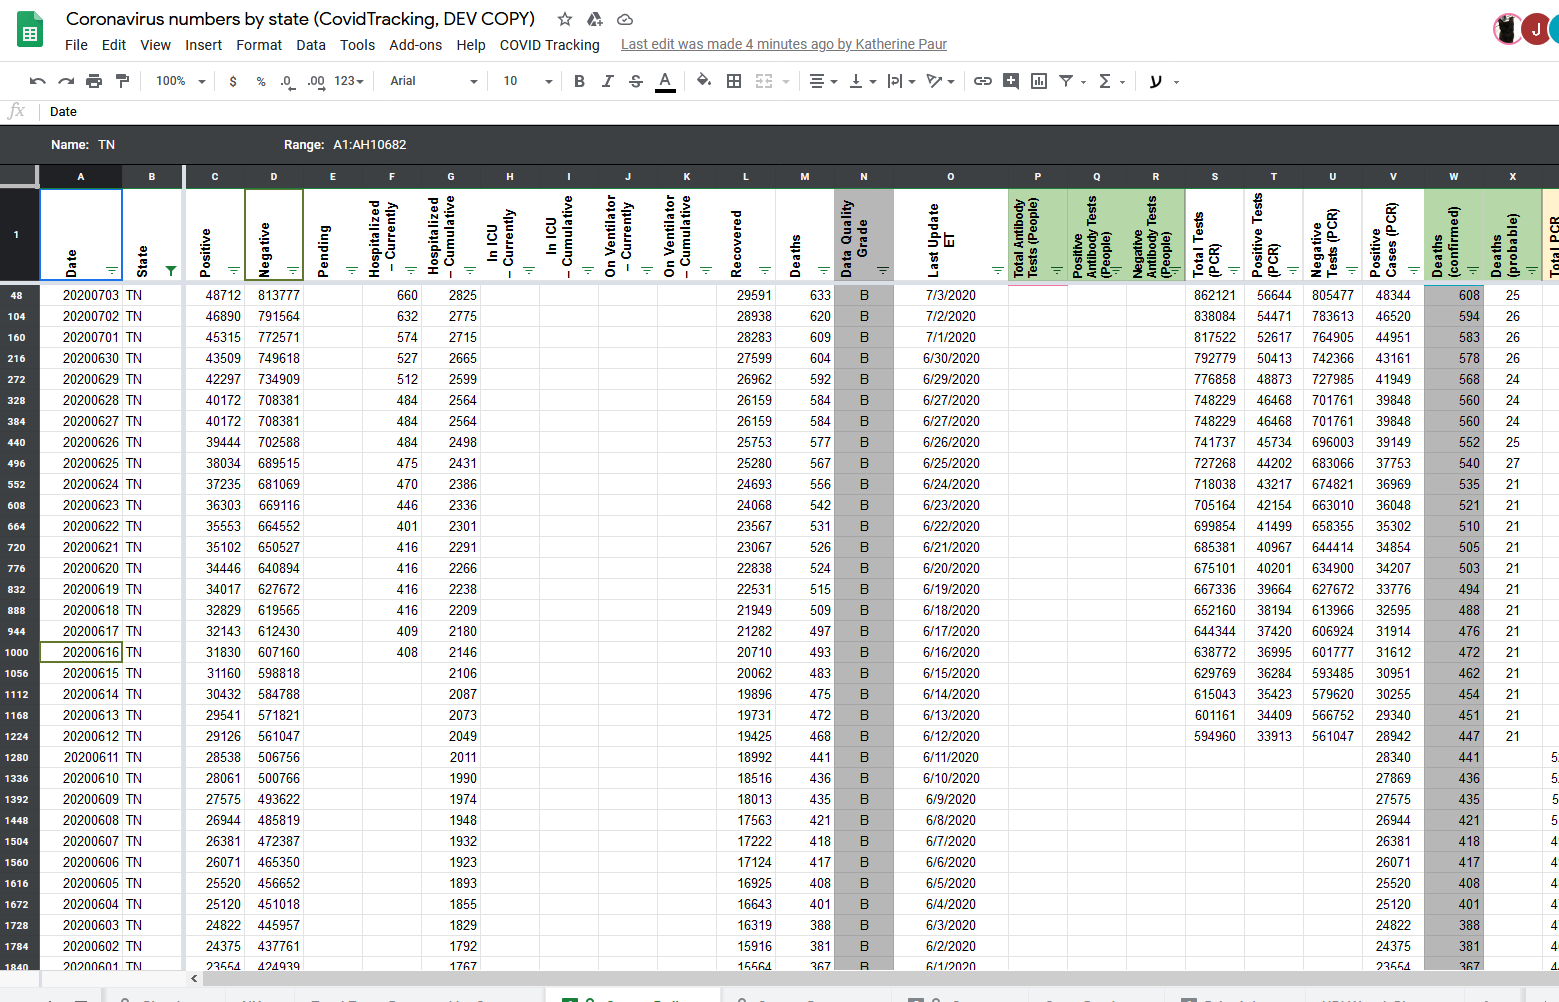 Coronavirus numbers by state (CovidTracking, DEV COPY)
File Edit View Insert Format Data Tools Add-ons Help COVID Tracking Last edit was made 4 minutes ago by Katherine Paur
J
100% $ % .0 .00 123 Arial 10 B I S A
fx Date
Name: TN Range: A1:AH10682
A B C D E F G H I J K L M N O P Q R S T U V W X
1 Date State Positive Negative Pending Hospitalized – Currently Hospitalized – Cumulative In ICU – Currently In ICU – Cumulative On Ventilator – Currently On Ventilator – Cumulative Recovered Deaths Data Quality Grade Last Update ET Total Antibody Tests (People) Positive Antibody Tests (People) Negative Antibody Tests (People) Total Tests (PCR) Positive Tests (PCR) Negative Tests (PCR) Positive Cases (PCR) Deaths (confirmed) Deaths (probable) Total PCR
48 20200703 TN 48712 813777 660 2825 29591 633 B 7/3/2020 862121 56644 805477 48344 608 25
104 20200702 TN 46890 791564 632 2775 28938 620 B 7/2/2020 838084 54471 783613 46520 594 26
160 20200701 TN 45315 772571 574 2715 28283 609 B 7/1/2020 817522 52617 764905 44951 583 26
216 20200630 TN 43509 749618 527 2665 27599 604 B 6/30/2020 792779 50413 742366 43161 578 26
272 20200629 TN 42297 734909 512 2599 26962 592 B 6/29/2020 776858 48873 727985 41949 568 24
328 20200628 TN 40172 708381 484 2564 26159 584 B 6/27/2020 748229 46468 701761 39848 560 24
384 20200627 TN 40172 708381 484 2564 26159 584 B 6/27/2020 748229 46468 701761 39848 560 24
440 20200626 TN 39444 702588 484 2498 25753 577 B 6/26/2020 741737 45734 696003 39149 552 25
496 20200625 TN 38034 689515 475 2431 25280 567 B 6/25/2020 727268 44202 683066 37753 540 27
552 20200624 TN 37235 681069 470 2386 24693 556 B 6/24/2020 718038 43217 674821 36969 535 21
608 20200623 TN 36303 669116 446 2336 24068 542 B 6/23/2020 705164 42154 663010 36048 521 21
664 20200622 TN 35553 664552 401 2301 23567 531 B 6/22/2020 699854 41499 658355 35302 510 21
720 20200621 TN 35102 650527 416 2291 23067 526 B 6/21/2020 685381 40967 644414 34854 505 21
776 20200620 TN 34446 640894 416 2266 22838 524 B 6/20/2020 675101 40201 634900 34207 503 21
832 20200619 TN 34017 627672 416 2238 22531 515 B 6/19/2020 667336 39664 627672 33776 494 21
888 20200618 TN 32829 619565 416 2209 21949 509 B 6/18/2020 652160 38194 613966 32595 488 21
944 20200617 TN 32143 612430 409 2180 21282 497 B 6/17/2020 644344 37420 606924 31914 476 21
1000 20200616 TN 31830 607160 408 2146 20710 493 B 6/16/2020 638772 36995 601777 31612 472 21
1056 20200615 TN 31160 598818 2106 20062 483 B 6/15/2020 629769 36284 593485 30951 462 21
1112 20200614 TN 30432 584788 2087 19896 475 B 6/14/2020 615043 35423 579620 30255 454 21
1168 20200613 TN 29541 571821 2073 19731 472 B 6/13/2020 601161 34409 566752 29340 451 21
1224 20200612 TN 29126 561047 2049 19425 468 B 6/12/2020 594960 33913 561047 28942 447 21
1280 20200611 TN 28538 506756 2011 18992 441 B 6/11/2020 28340 441
1336 20200610 TN 28061 500766 1990 18516 436 B 6/10/2020 27869 436
1392 20200609 TN 27575 493622 1974 18013 435 B 6/9/2020 27575 435
1448 20200608 TN 26944 485819 1948 17563 421 B 6/8/2020 26944 421
1504 20200607 TN 26381 472387 1932 17222 418 B 6/7/2020 26381 418
1560 20200606 TN 26071 465350 1923 17124 417 B 6/6/2020 26071 417
1616 20200605 TN 25520 456652 1893 16925 408 B 6/5/2020 25520 408
1672 20200604 TN 25120 451018 1855 16643 401 B 6/4/2020 25120 401
1728 20200603 TN 24822 445957 1829 16319 388 B 6/3/2020 24822 388
1784 20200602 TN 24375 437761 1792 15916 381 B 6/2/2020 24375 381
1840 20200601 TN 23554 424939 1767 15564 367 B 6/1/2020 23554 367